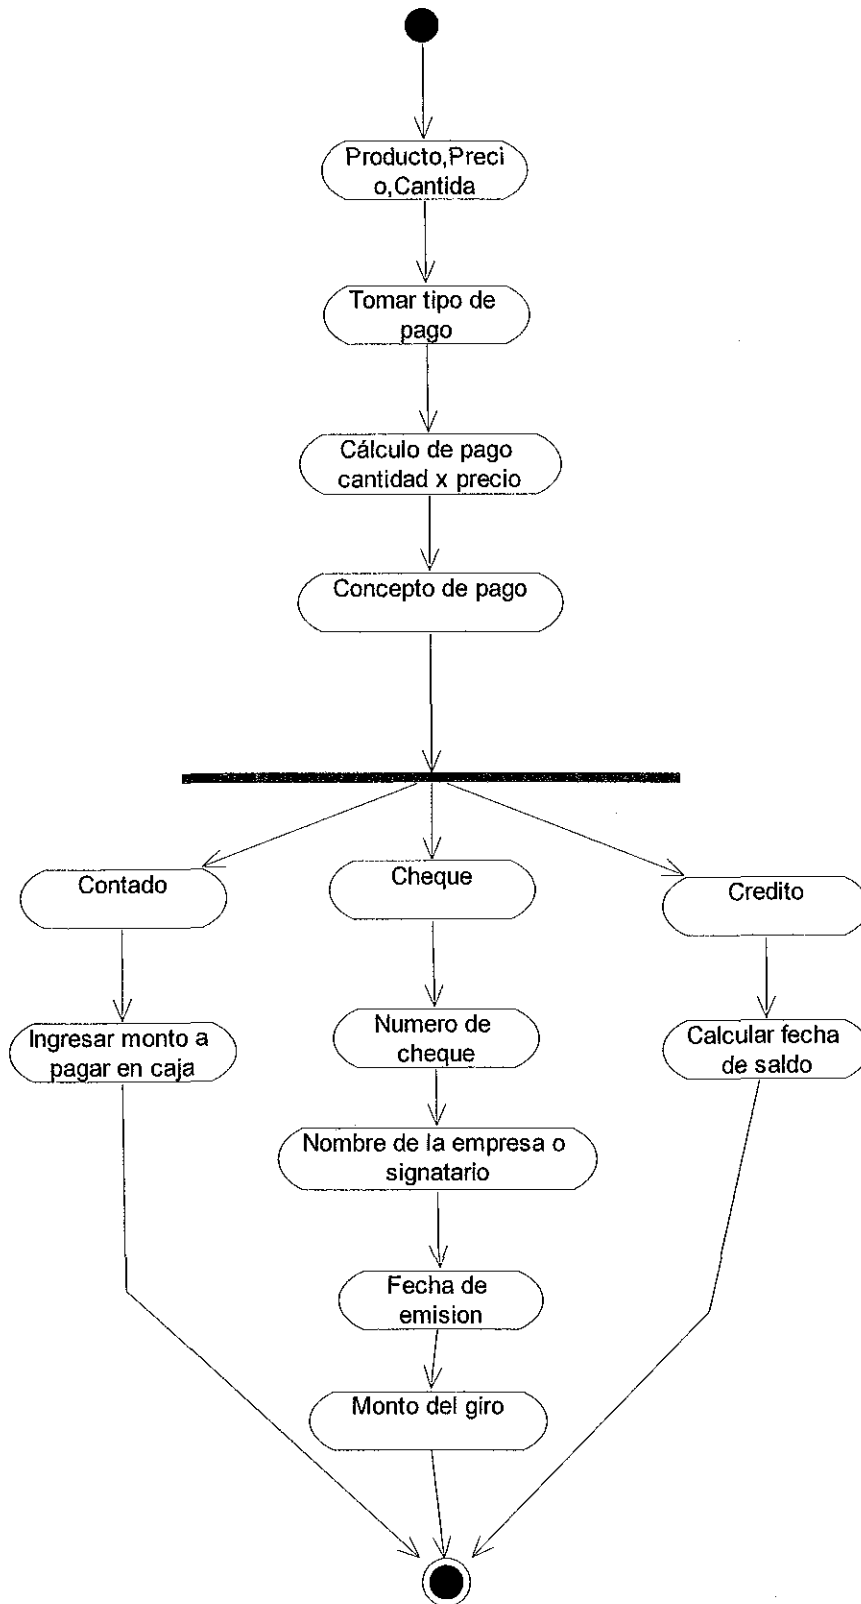 Producto,Preci
o,Cantida
Tomar tipo de
pago
Cálculo de pago
cantidad x precio
Concepto de pago
Contado
Cheque
Credito
Ingresar monto a
pagar en caja
Numero de
cheque
Calcular fecha
de saldo
Nombre de la empresa o
signatario
Fecha de
emision
Monto del giro